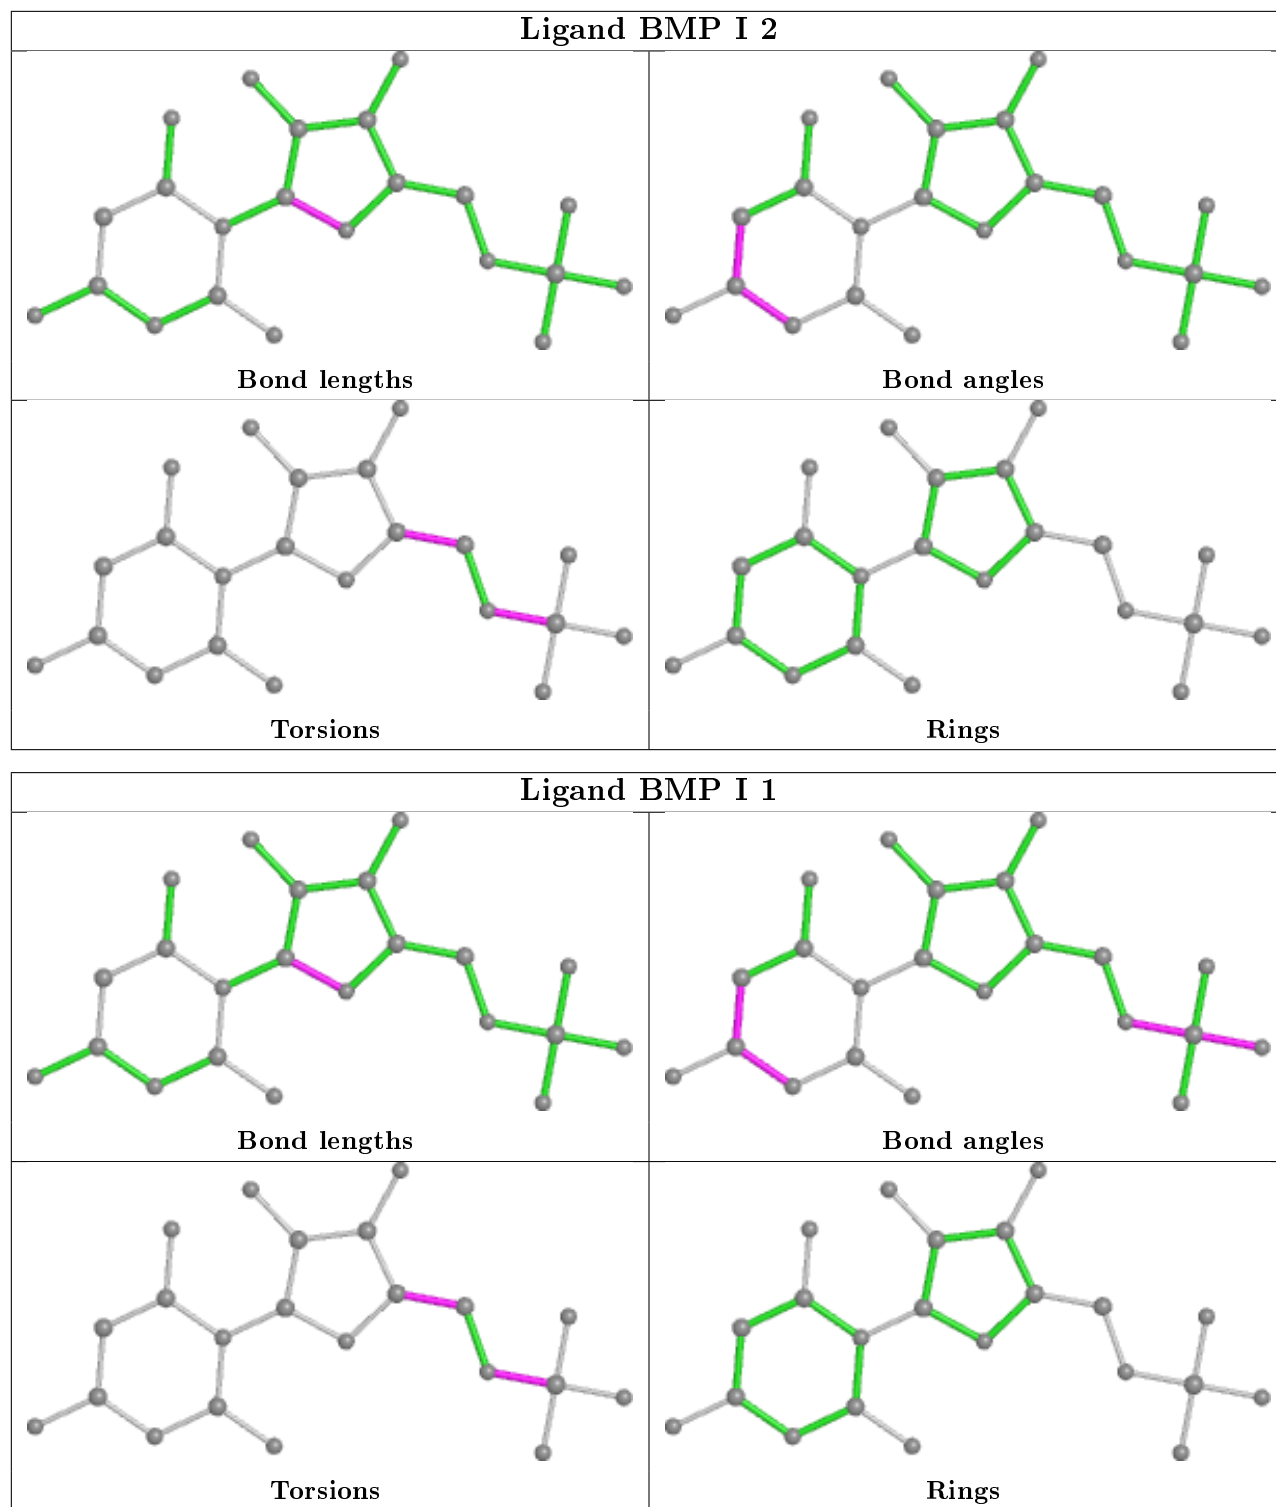 Ligand BMP I 2
Bond lengths
Bond angles
Torsions
Rings
Ligand BMP I 1
Bond lengths
Bond angles
Torsions
Rings